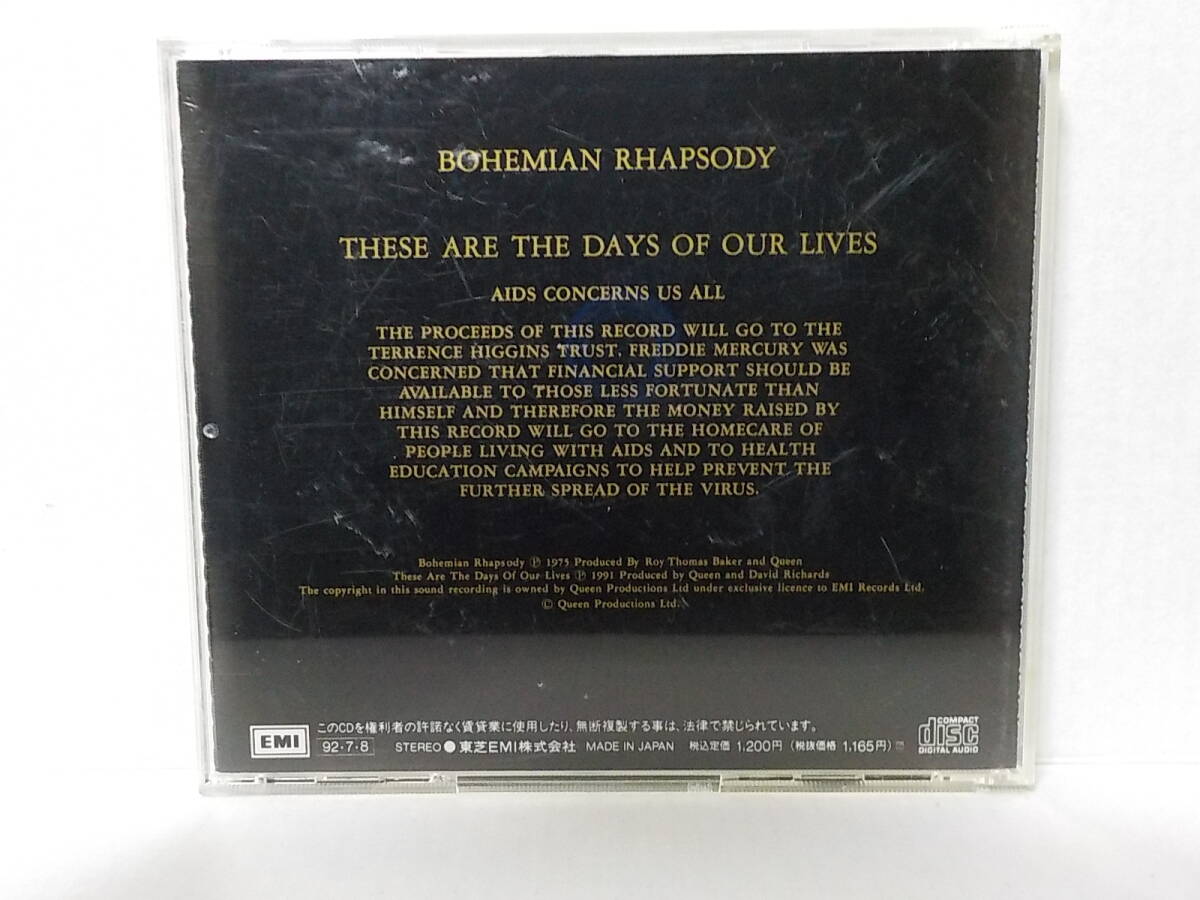 BOHEMIAN RHAPSODY
THESE ARE THE DAYS OF OUR LIVES
AIDS CONCERNS US ALL
THE PROCEEDS OF THIS RECORD WILL GO TO THE
TERRENCE HIGGINS TRUST. FREDDIE MERCURY WAS
CONCERNED THAT FINANCIAL SUPPORT SHOULD BE
AVAILABLE TO THOSE LESS FORTUNATE THAN
HIMSELF AND THEREFORE THE MONEY RAISED BY
THIS RECORD WILL GO TO THE HOMECARE OF
PEOPLE LIVING WITH AIDS AND TO HEALTH
EDUCATION CAMPAIGNS TO HELP PREVENT THE
FURTHER SPREAD OF THE VIRUS.
Bohemian Rhapsody ℗ 1975 Produced By Roy Thomas Baker and Queen
These Are The Days Of Our Lives ℗ 1991 Produced by Queen and David Richards
The copyright in this sound recording is owned by Queen Productions Ltd under exclusive licence to EMI Records Ltd.
© Queen Productions Ltd.
このCDを権利者の許諾なく賃貸業に使用したり、無断複製する事は、法律で禁じられています。
EMI
92・7・8 STEREO ● 東芝EMI株式会社 MADE IN JAPAN 税込定価 1,200円 (税抜価格 1,165円)
COMPACT
disc
DIGITAL AUDIO